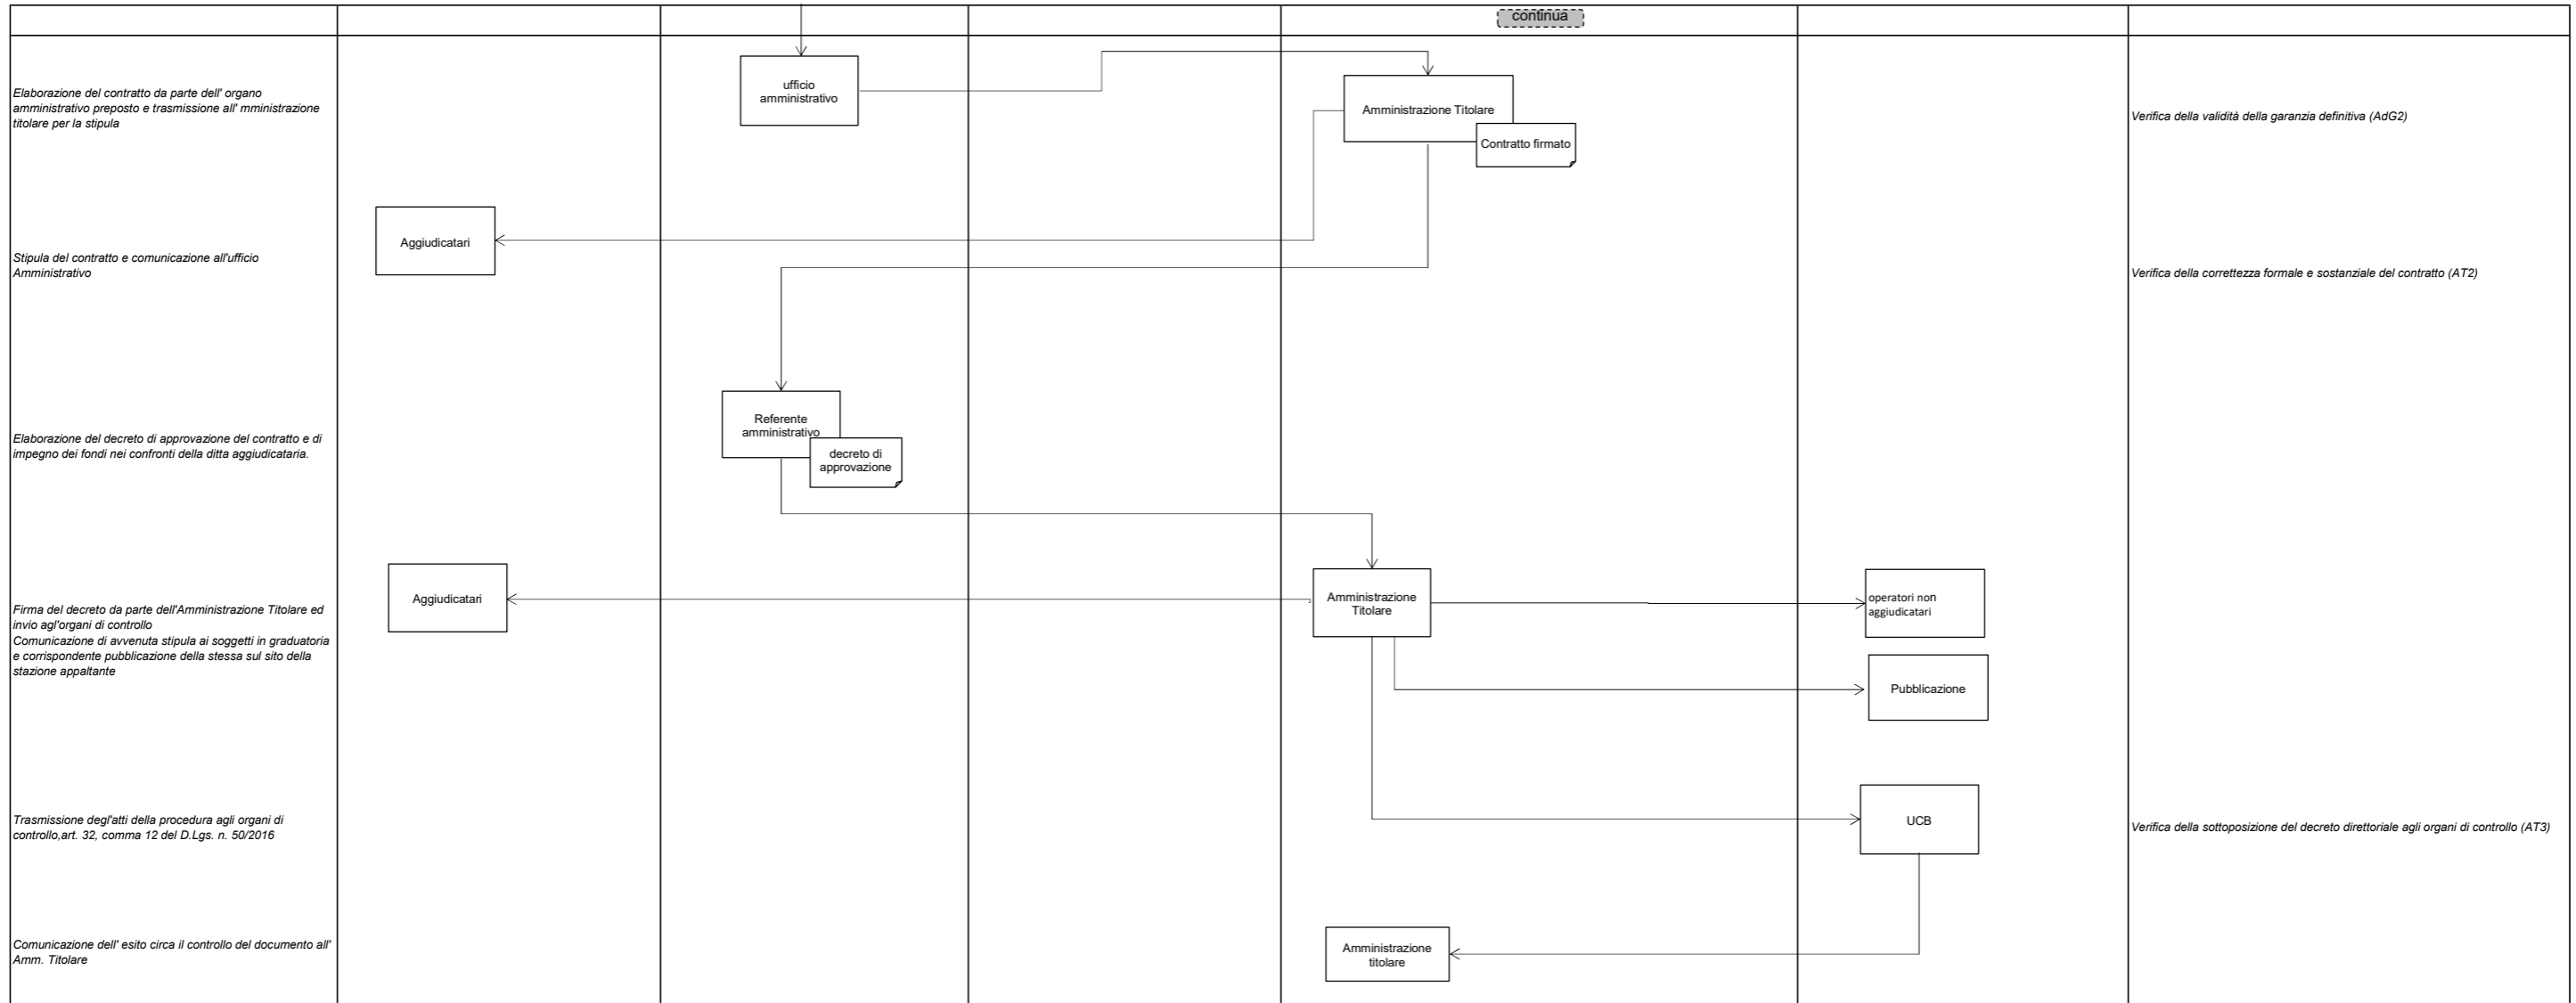 continua
Elaborazione del contratto da parte dell' organo
amministrativo preposto e trasmissione all' mministrazione
titolare per la stipula
ufficio
amministrativo
Amministrazione Titolare
Contratto firmato
Verifica della validità della garanzia definitiva (AdG2)
Aggiudicatari
Stipula del contratto e comunicazione all'ufficio
Amministrativo
Verifica della correttezza formale e sostanziale del contratto (AT2)
Elaborazione del decreto di approvazione del contratto e di
impegno dei fondi nei confronti della ditta aggiudicataria.
Referente
amministrativo
decreto di
approvazione
Firma del decreto da parte dell'Amministrazione Titolare ed
invio agl'organi di controllo
Comunicazione di avvenuta stipula ai soggetti in graduatoria
e corrispondente pubblicazione della stessa sul sito della
stazione appaltante
Aggiudicatari
Amministrazione
Titolare
operatori non
aggiudicatari
Pubblicazione
Trasmissione degl'atti della procedura agli organi di
controllo,art. 32, comma 12 del D.Lgs. n. 50/2016
UCB
Verifica della sottoposizione del decreto direttoriale agli organi di controllo (AT3)
Comunicazione dell' esito circa il controllo del documento all'
Amm. Titolare
Amministrazione
titolare